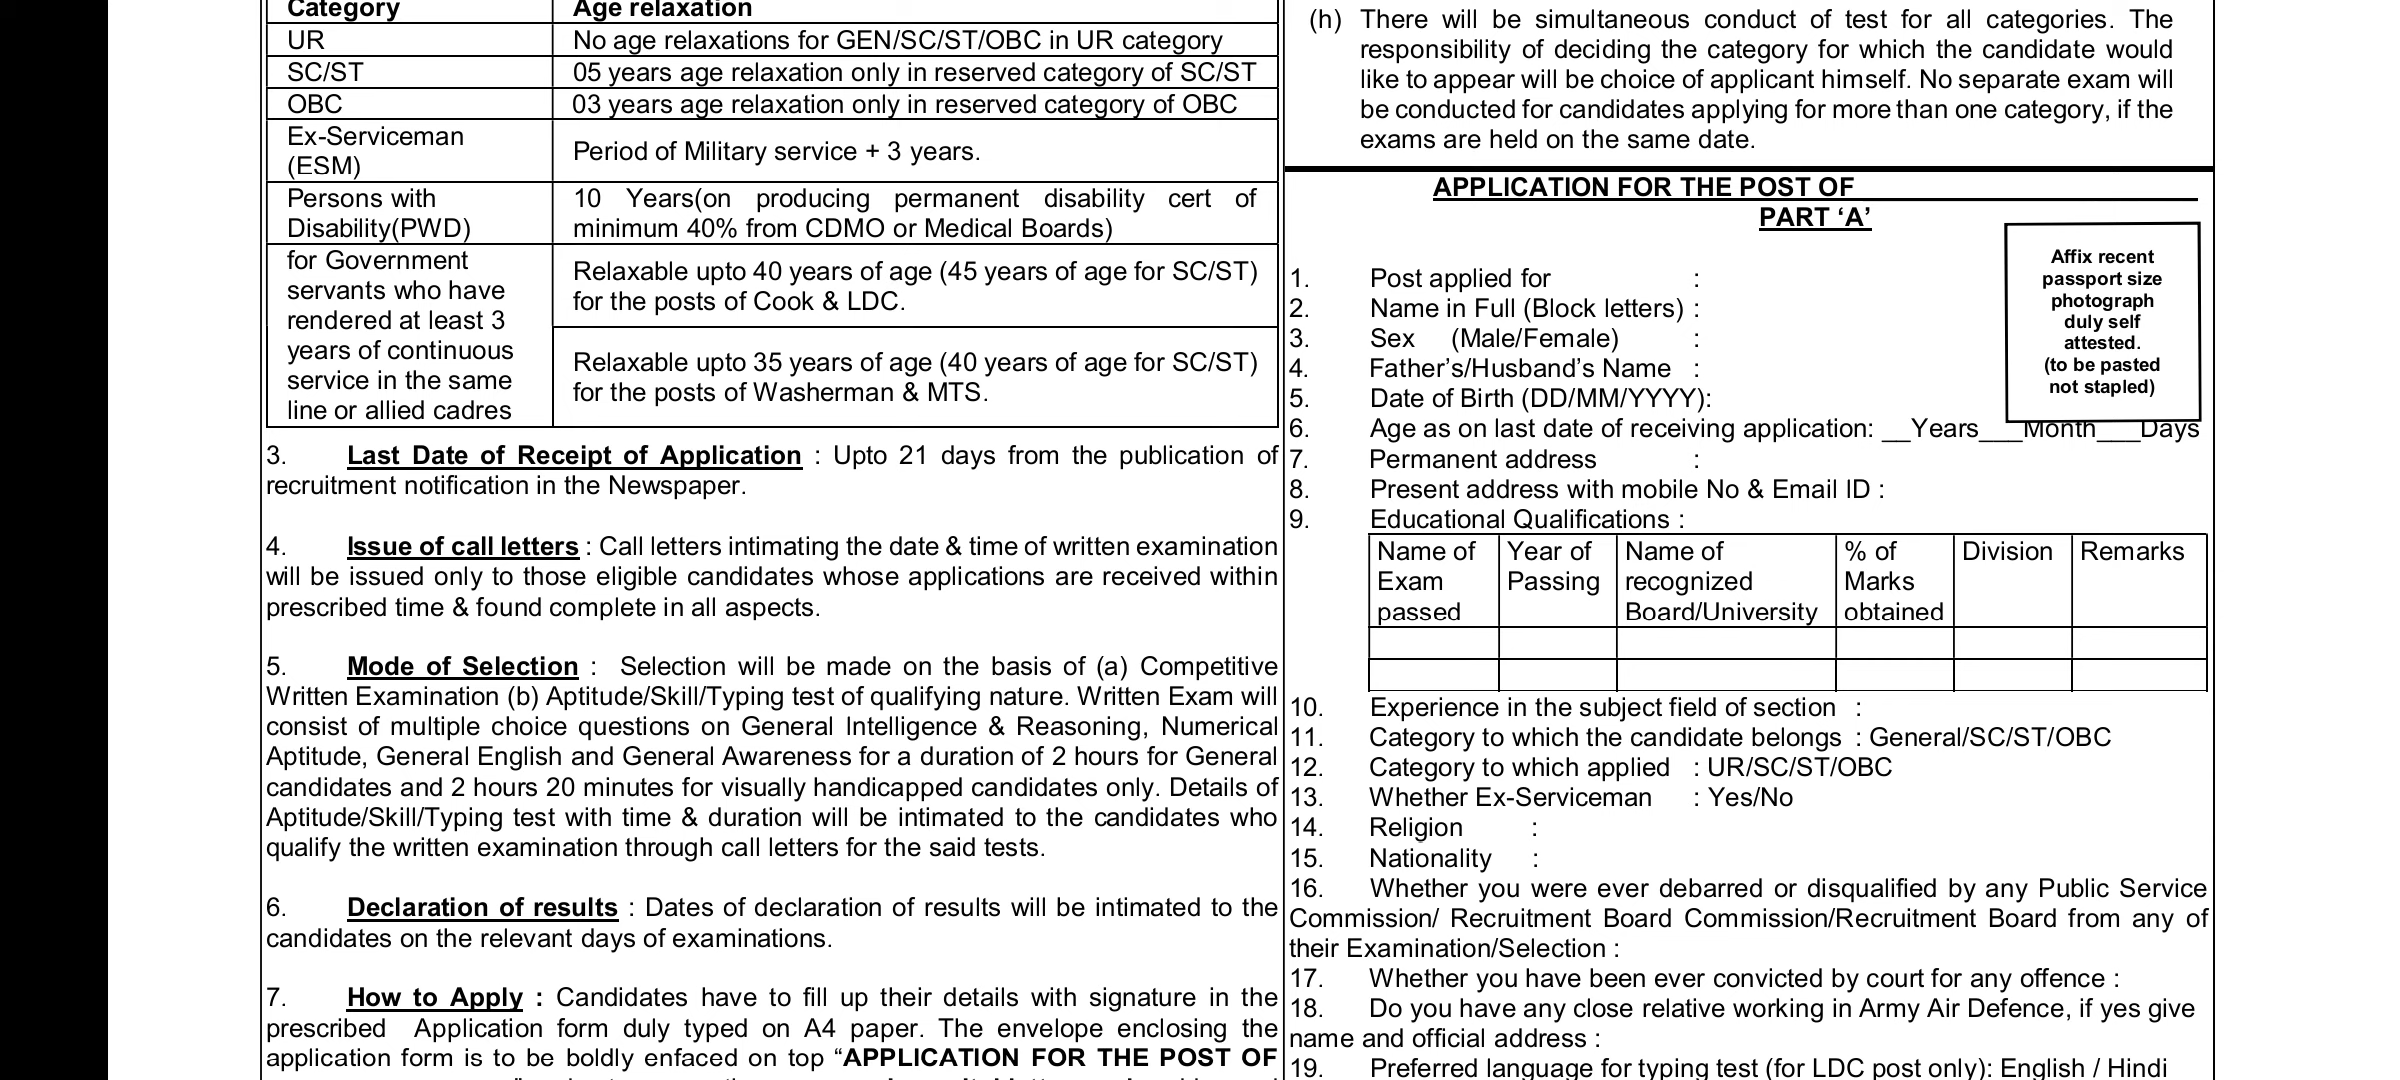 Category Age relaxation
UR No age relaxations for GEN/SC/ST/OBC in UR category
SC/ST 05 years age relaxation only in reserved category of SC/ST
OBC 03 years age relaxation only in reserved category of OBC
Ex-Serviceman
(ESM)
Period of Military service + 3 years.
Persons with
Disability(PWD)
10 Years(on producing permanent disability cert of
minimum 40% from CDMO or Medical Boards)
for Government
servants who have
rendered at least 3
years of continuous
service in the same
line or allied cadres
Relaxable upto 40 years of age (45 years of age for SC/ST)
for the posts of Cook & LDC.
Relaxable upto 35 years of age (40 years of age for SC/ST)
for the posts of Washerman & MTS.
3. Last Date of Receipt of Application : Upto 21 days from the publication of
recruitment notification in the Newspaper.
4. Issue of call letters : Call letters intimating the date & time of written examination
will be issued only to those eligible candidates whose applications are received within
prescribed time & found complete in all aspects.
5. Mode of Selection : Selection will be made on the basis of (a) Competitive
Written Examination (b) Aptitude/Skill/Typing test of qualifying nature. Written Exam will
consist of multiple choice questions on General Intelligence & Reasoning, Numerical
Aptitude, General English and General Awareness for a duration of 2 hours for General
candidates and 2 hours 20 minutes for visually handicapped candidates only. Details of
Aptitude/Skill/Typing test with time & duration will be intimated to the candidates who
qualify the written examination through call letters for the said tests.
6. Declaration of results : Dates of declaration of results will be intimated to the
candidates on the relevant days of examinations.
7. How to Apply : Candidates have to fill up their details with signature in the
prescribed Application form duly typed on A4 paper. The envelope enclosing the
application form is to be boldly enfaced on top “APPLICATION FOR THE POST OF
(h) There will be simultaneous conduct of test for all categories. The
responsibility of deciding the category for which the candidate would
like to appear will be choice of applicant himself. No separate exam will
be conducted for candidates applying for more than one category, if the
exams are held on the same date.
APPLICATION FOR THE POST OF
PART ‘A’
Affix recent
passport size
photograph
duly self
attested.
(to be pasted
not stapled)
1. Post applied for :
2. Name in Full (Block letters) :
3. Sex (Male/Female) :
4. Father’s/Husband’s Name :
5. Date of Birth (DD/MM/YYYY):
6. Age as on last date of receiving application: __Years___Month___Days
7. Permanent address :
8. Present address with mobile No & Email ID :
9. Educational Qualifications :
Name of Exam passed
Year of Passing
Name of recognized Board/University
% of Marks obtained
Division
Remarks
10. Experience in the subject field of section :
11. Category to which the candidate belongs : General/SC/ST/OBC
12. Category to which applied : UR/SC/ST/OBC
13. Whether Ex-Serviceman : Yes/No
14. Religion :
15. Nationality :
16. Whether you were ever debarred or disqualified by any Public Service
Commission/ Recruitment Board Commission/Recruitment Board from any of
their Examination/Selection :
17. Whether you have been ever convicted by court for any offence :
18. Do you have any close relative working in Army Air Defence, if yes give
name and official address :
19. Preferred language for typing test (for LDC post only): English / Hindi